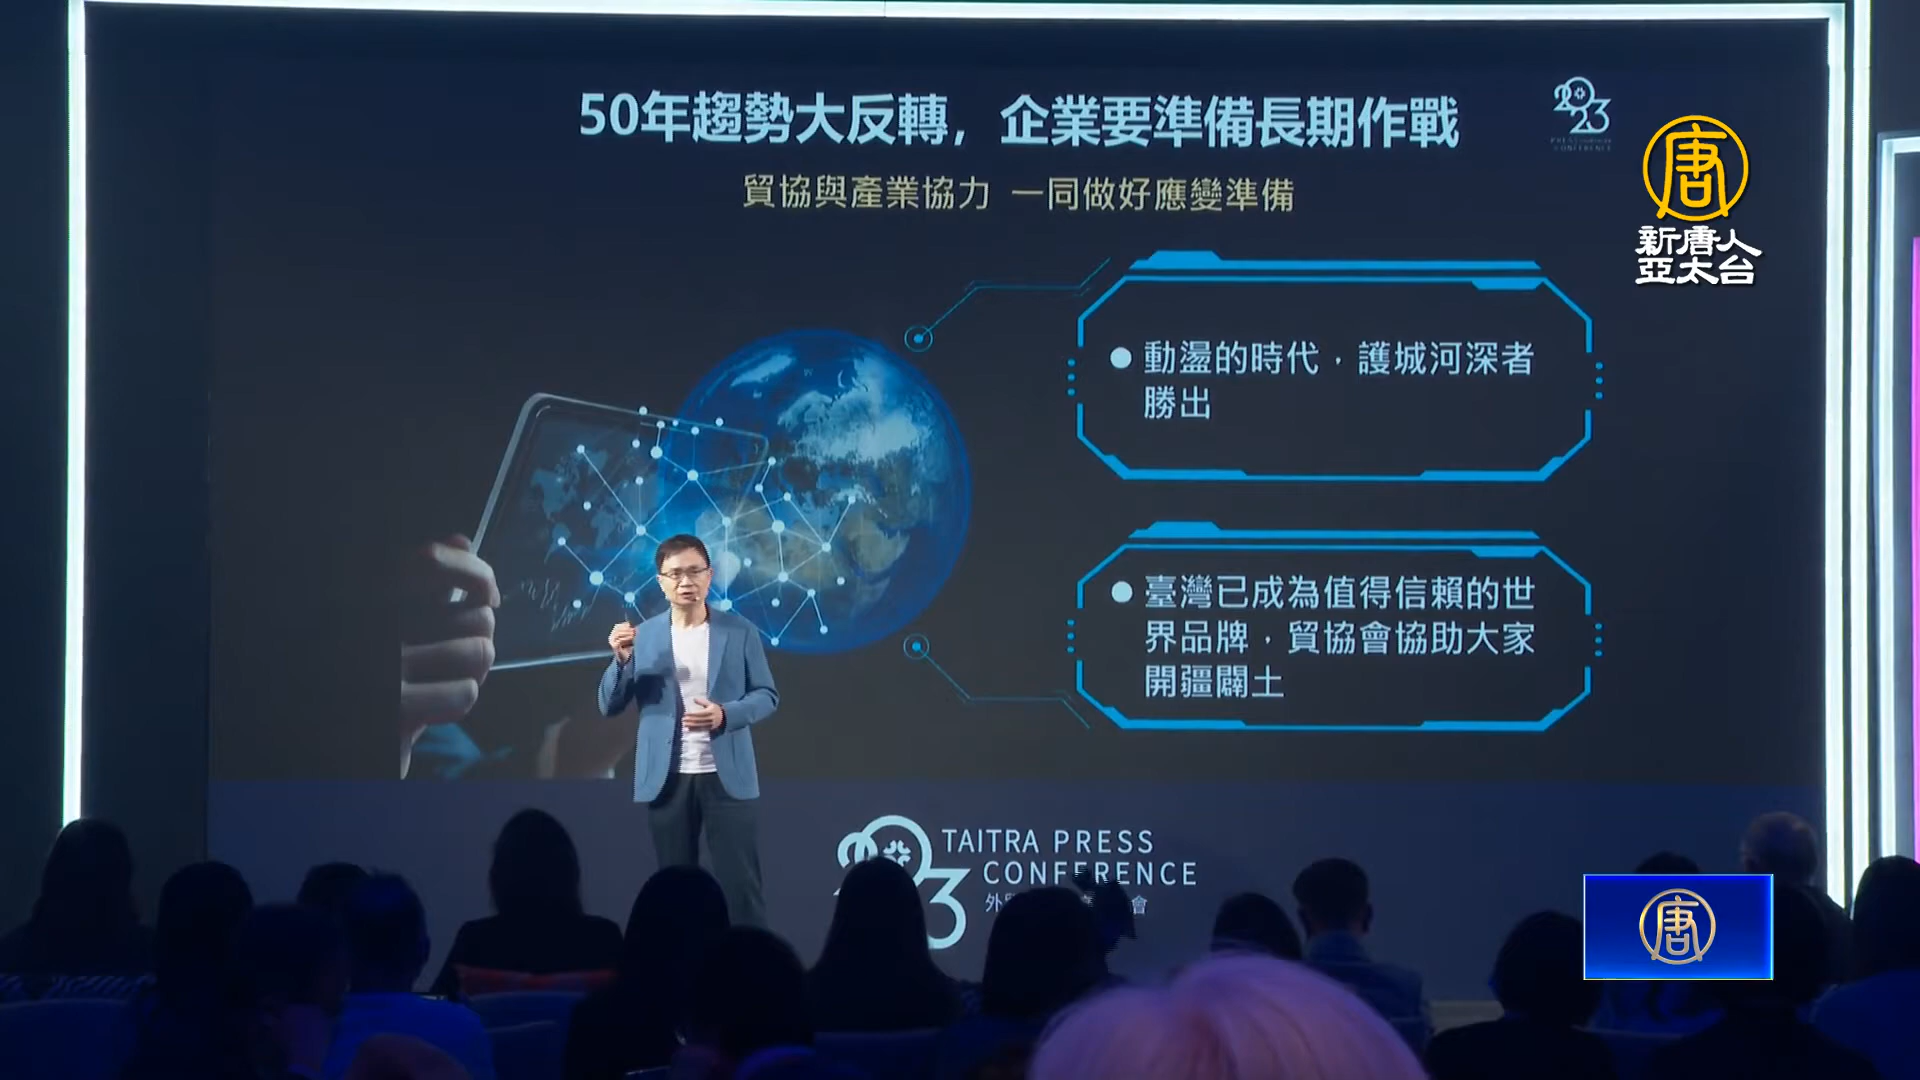 50年趨勢大反轉，企業要準備長期作戰
貿協與產業協力 一同做好應變準備
2023
唐
新唐人
亞太台
動盪的時代，護城河深者
勝出
臺灣已成為值得信賴的世
界品牌，貿協會協助大家
開疆闢土
TAITRA PRESS
CONFERENCE
唐